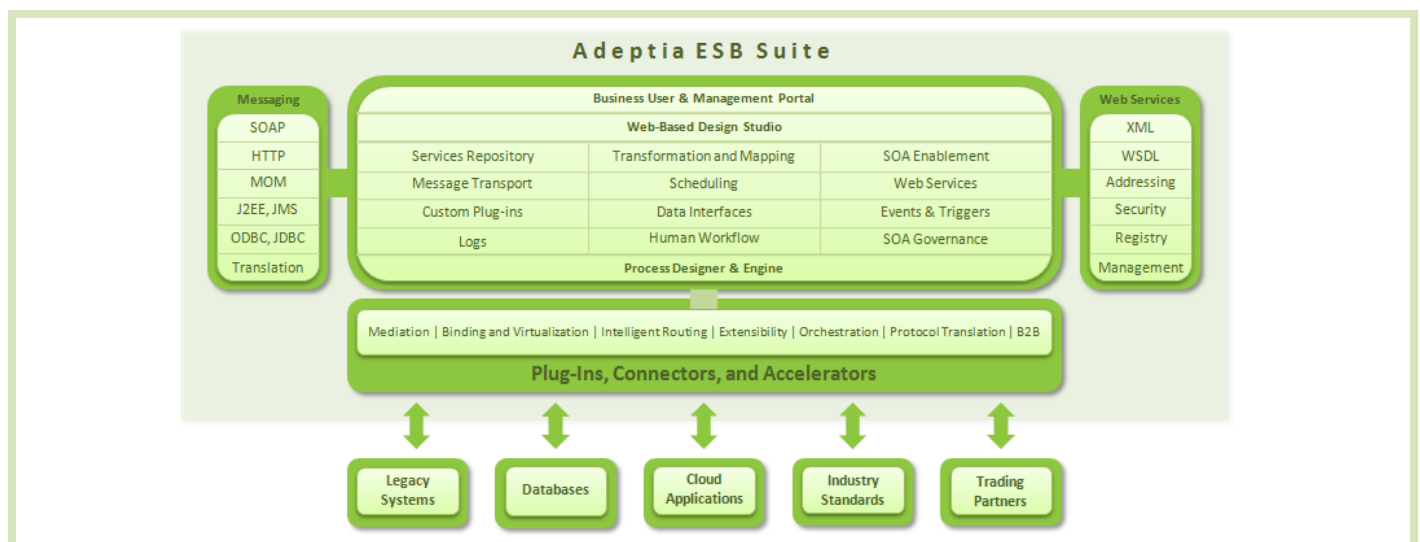 Adeptia ESB Suite
Messaging
SOAP
HTTP
MOM
J2EE, JMS
ODBC, JDBC
Translation
Business User & Management Portal
Web-Based Design Studio
Services Repository
Transformation and Mapping
SOA Enablement
Message Transport
Scheduling
Web Services
Custom Plug-ins
Data Interfaces
Events & Triggers
Logs
Human Workflow
SOA Governance
Process Designer & Engine
Web Services
XML
WSDL
Addressing
Security
Registry
Management
Mediation | Binding and Virtualization | Intelligent Routing | Extensibility | Orchestration | Protocol Translation | B2B
Plug-Ins, Connectors, and Accelerators
Legacy
Systems
Databases
Cloud
Applications
Industry
Standards
Trading
Partners